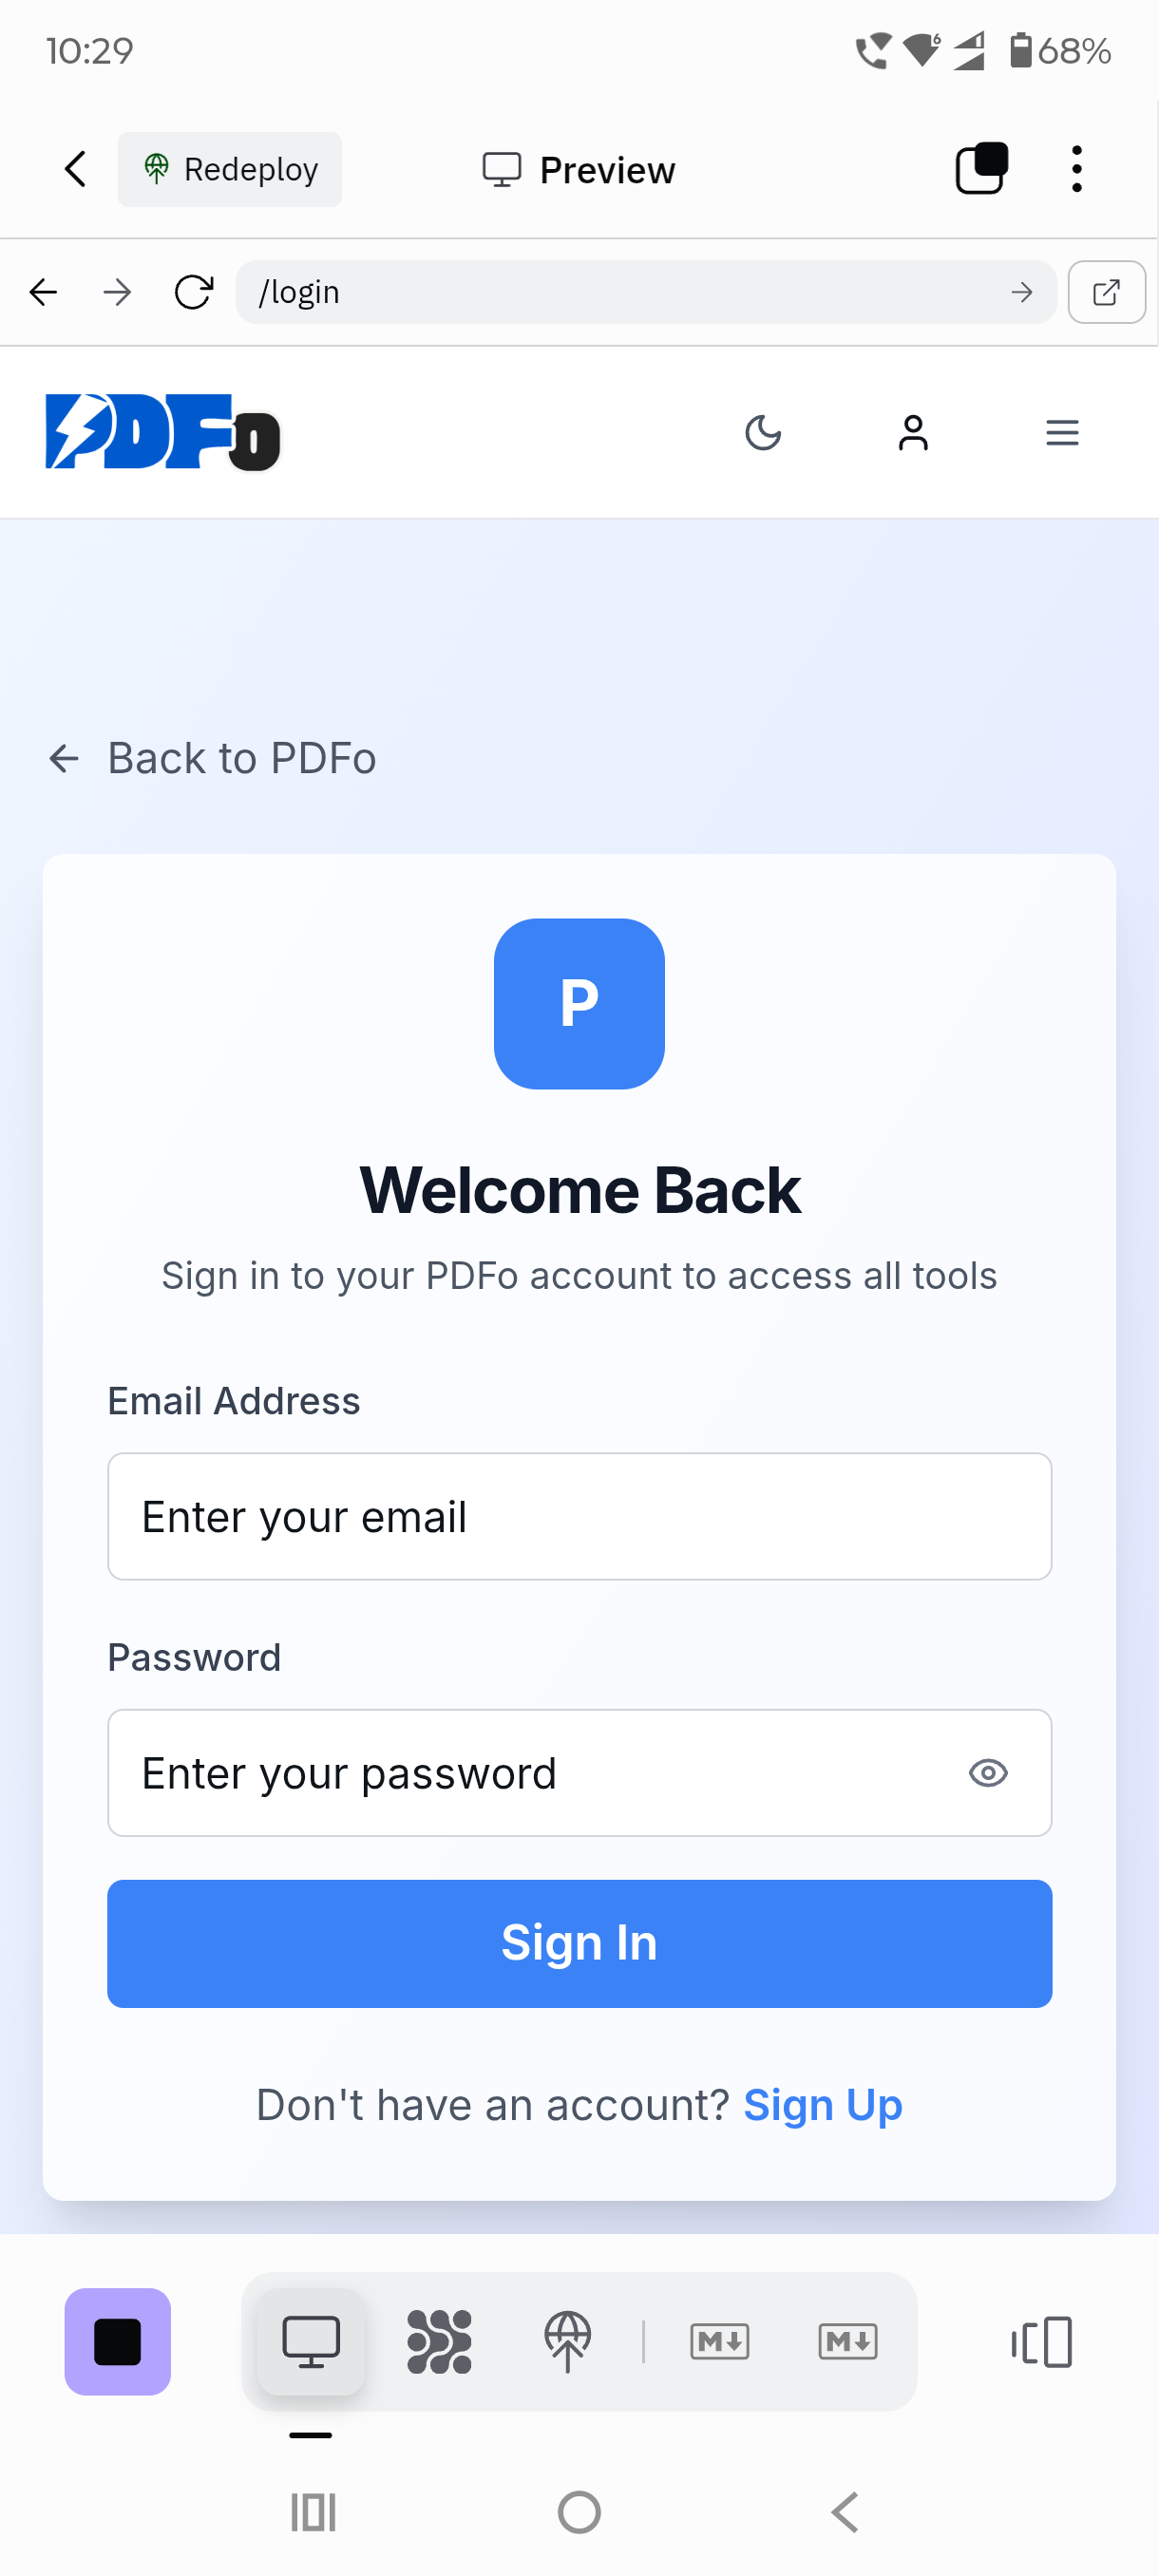 10:29
6
68%
Redeploy
Preview
/login
PDFo
Back to PDFo
P
Welcome Back
Sign in to your PDFo account to access all tools
Email Address
Enter your email
Password
Enter your password
Sign In
Don't have an account? Sign Up
M M